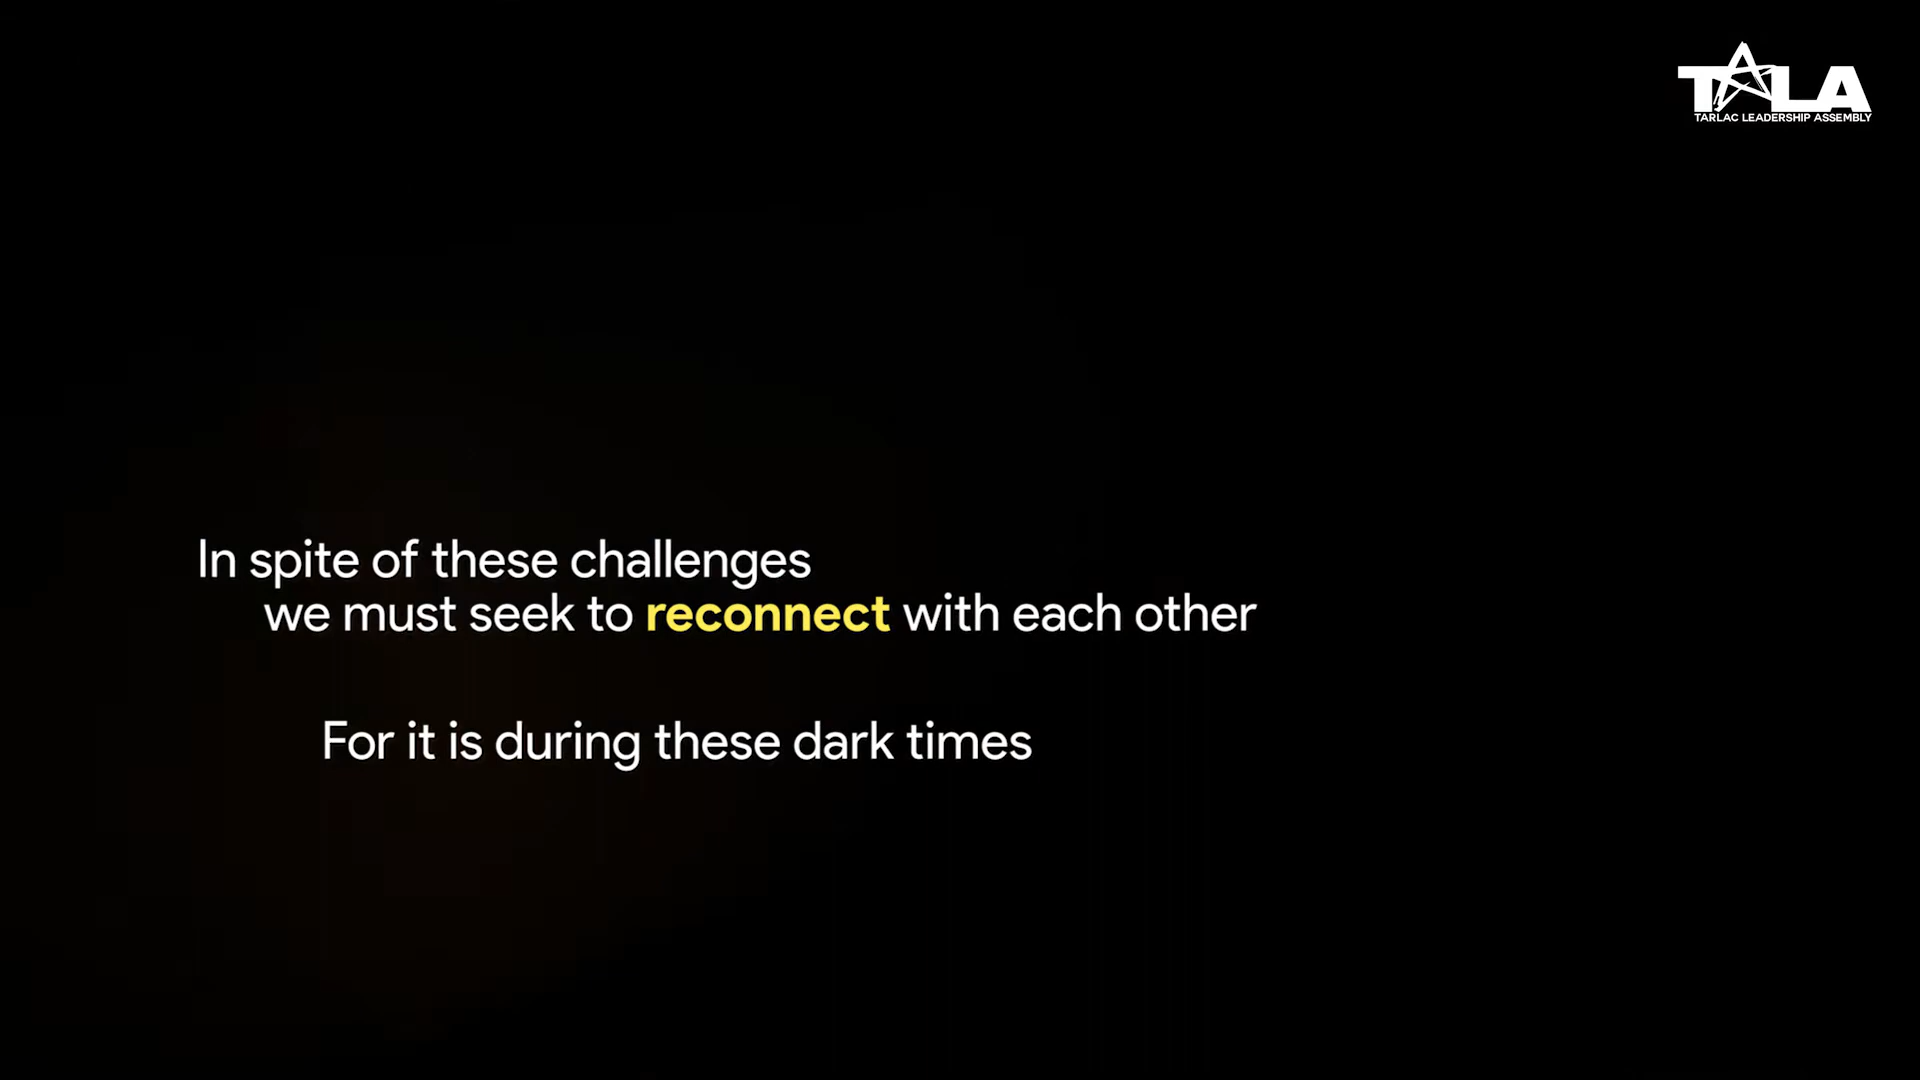 TALA
TARLAC LEADERSHIP ASSEMBLY
In spite of these challenges
we must seek to reconnect with each other
For it is during these dark times